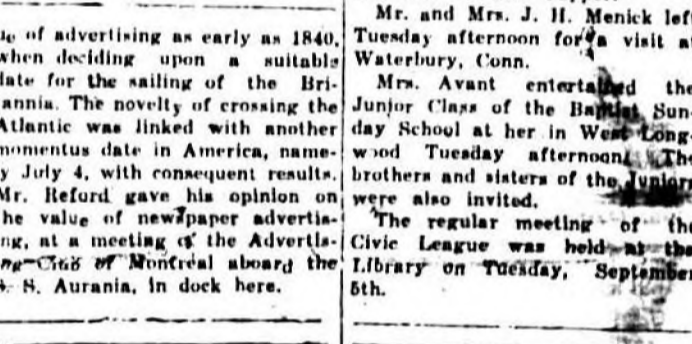 ue of advertising as early as 1840,
when deciding upon a suitable
date for the sailing of the Bri-
annia. The novelty of crossing the
Atlantic was linked with another
momentus date in America, name-
y July 4, with consequent results.
Mr. Reford gave his opinion on
he value of newspaper advertis-
ng, at a meeting of the Advertis-
ng Club of Montreal aboard the
S. S. Aurania, in dock here.
Mr. and Mrs. J. H. Menick left
Tuesday afternoon for a visit at
Waterbury, Conn.
Mrs. Avant entertained the
Junior Class of the Baptist Sun-
day School at her in West Long-
wood Tuesday afternoon. The
brothers and sisters of the Juniors
were also invited.
The regular meeting of the
Civic League was held at the
Library on Tuesday, September
5th.